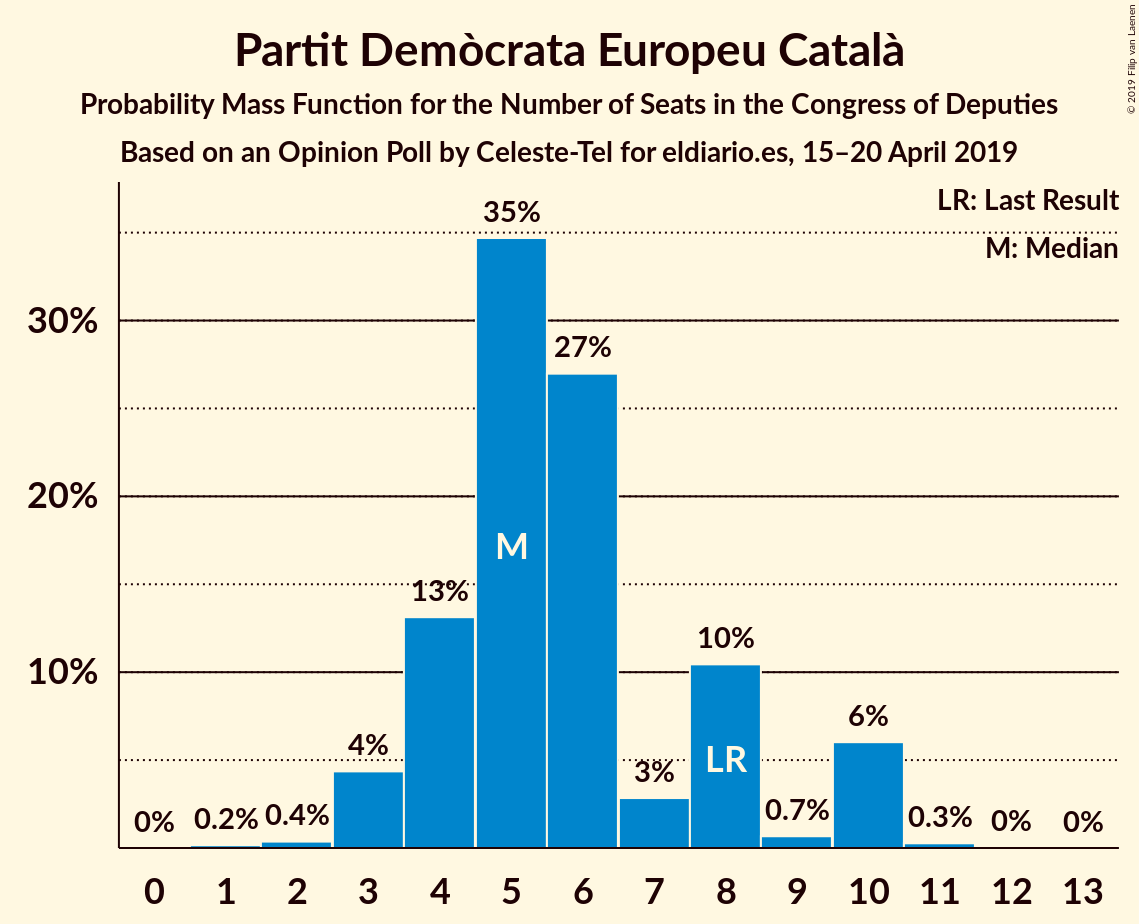 Partit Demòcrata Europeu Català
Probability Mass Function for the Number of Seats in the Congress of Deputies
Based on an Opinion Poll by Celeste-Tel for eldiario.es, 15–20 April 2019
© 2019 Filip van Laenen
LR: Last Result
M: Median
35%
30%
27%
20%
M
13%
10%
10%
6%
4%
LR
3%
0%
0.2%
0.4%
0.7%
0.3%
0%
0%
0 1 2 3 4 5 6 7 8 9 10 11 12 13